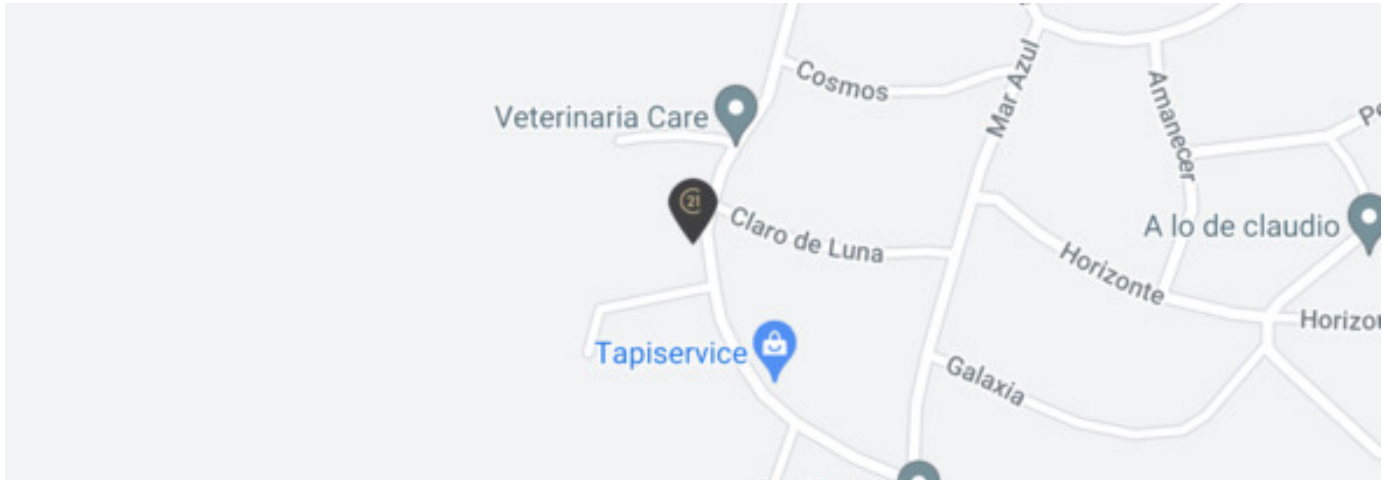 Cosmos
Mar Azul
Amanecer
Veterinaria Care
21
Claro de Luna
A lo de claudio
Horizonte
Tapiservice
Galaxia